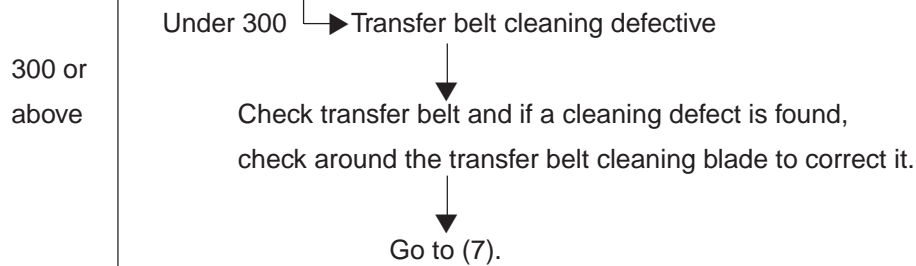 Under 300
Transfer belt cleaning defective
300 or
above
Check transfer belt and if a cleaning defect is found,
check around the transfer belt cleaning blade to correct it.
Go to (7).